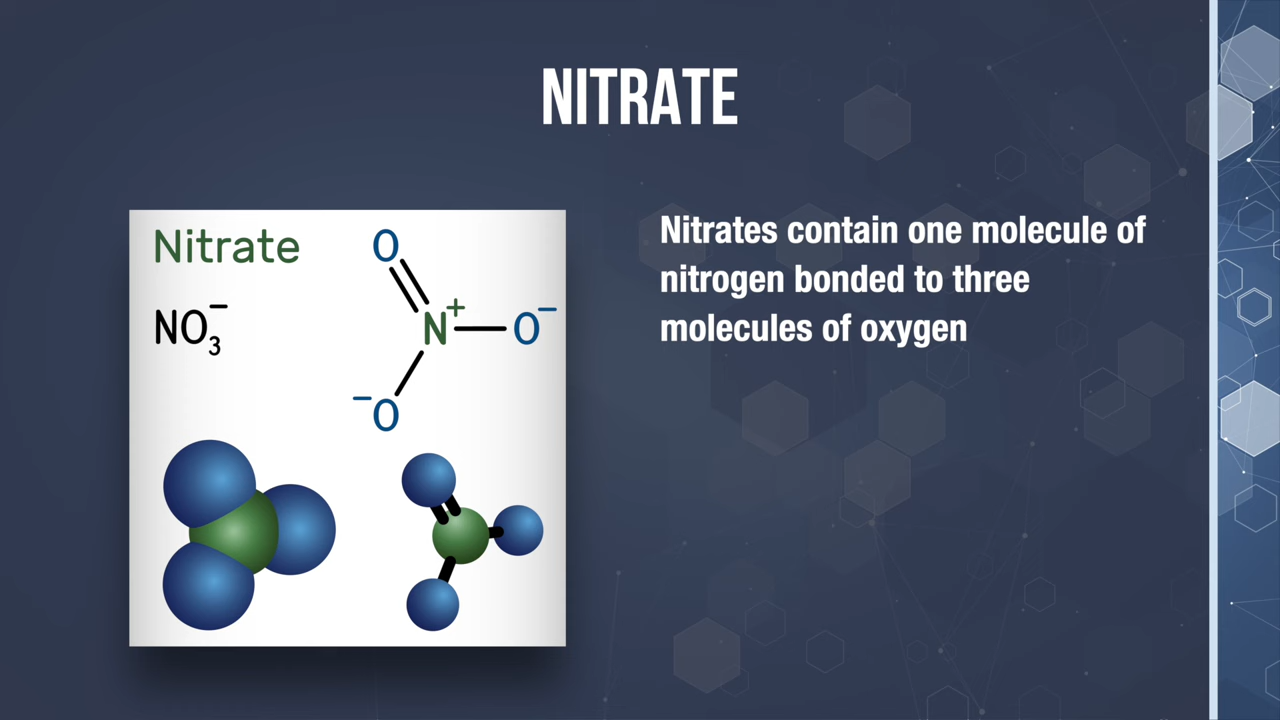 NITRATE
Nitrate
NO₃⁻
O
N⁺
O⁻
⁻O
Nitrates contain one molecule of
nitrogen bonded to three
molecules of oxygen